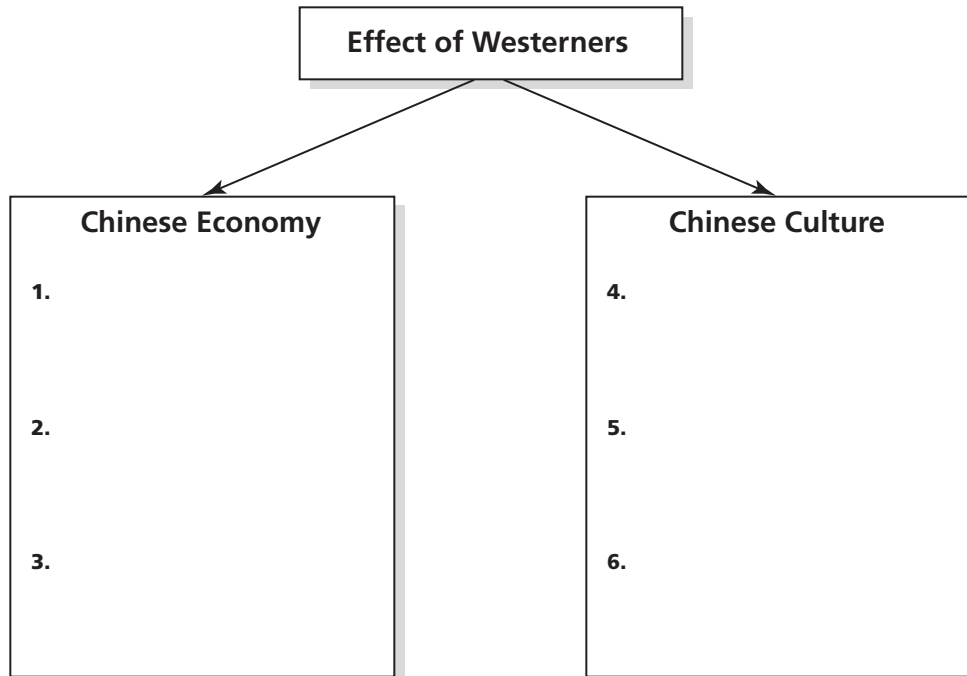 Effect of Westerners
Chinese Economy
1.
2.
3.
Chinese Culture
4.
5.
6.